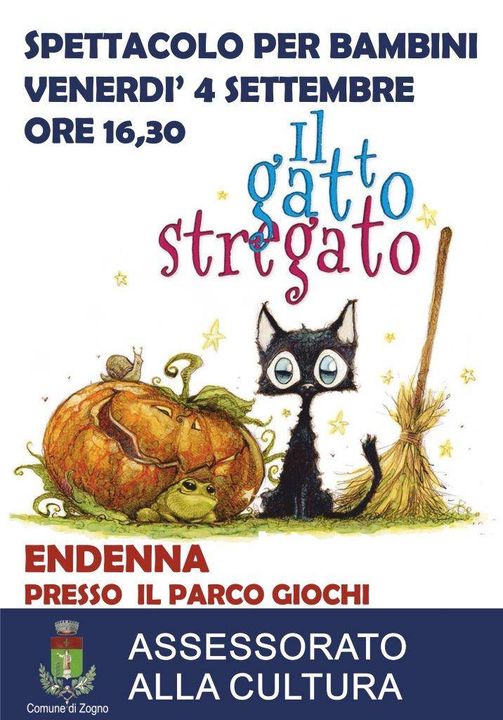 SPETTACOLO PER BAMBINI
VENERDI' 4 SETTEMBRE
ORE 16,30
Il
gatto
stregato
ENDENNA
PRESSO IL PARCO GIOCHI
ASSESSORATO
ALLA CULTURA
Comune di Zogno